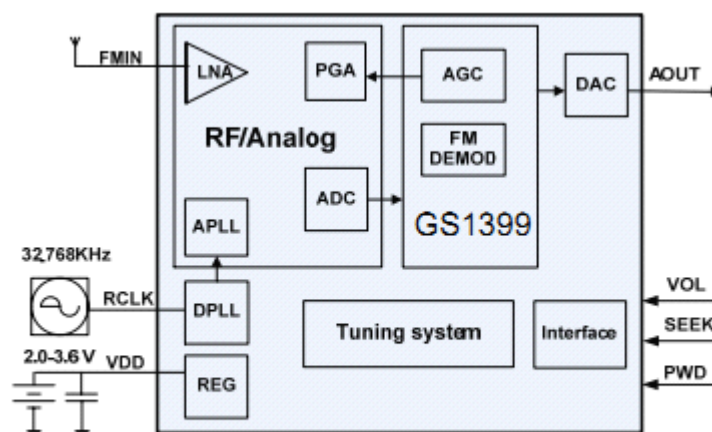 FMIN
LNA
PGA
AGC
DAC
AOUT
RF/Analog
FM
DEMOD
ADC
GS1399
APLL
32,768KHz
RCLK
DPLL
VOL
Tuning system
Interface
SEEK
2.0-3.6 V
VDD
REG
PWD